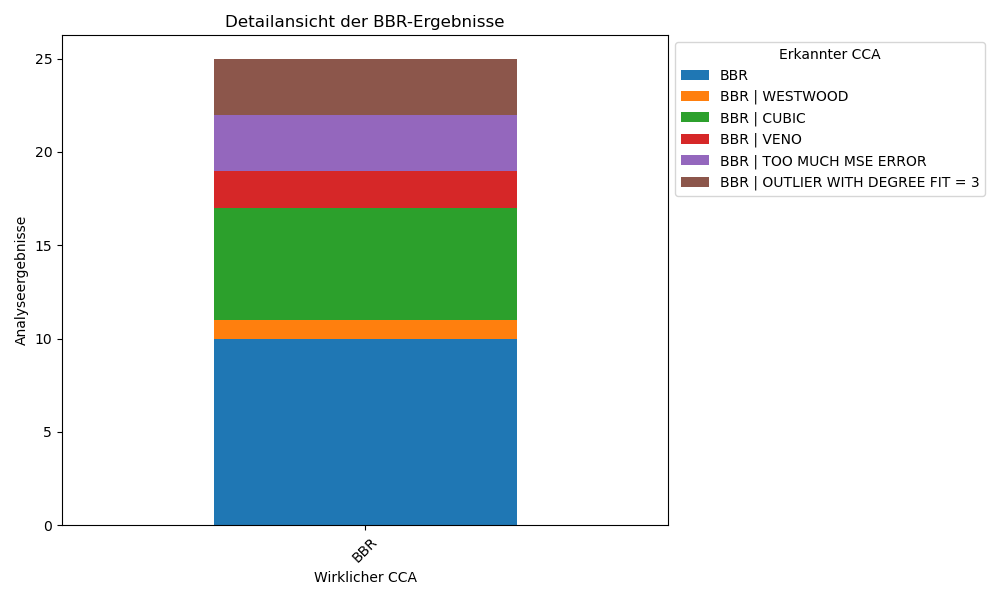 Detailansicht der BBR-Ergebnisse
Erkannter CCA
BBR
BBR | WESTWOOD
BBR | CUBIC
BBR | VENO
BBR | TOO MUCH MSE ERROR
BBR | OUTLIER WITH DEGREE FIT = 3
Analyseergebnisse
25
20
15
10
5
0
BBR
Wirklicher CCA